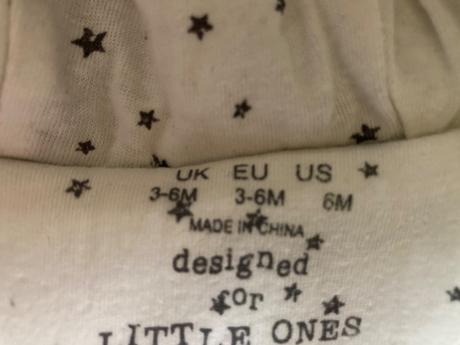 UK EU US
3-6M 3-6M 6M
MADE IN CHINA
designed
for
LITTLE ONES